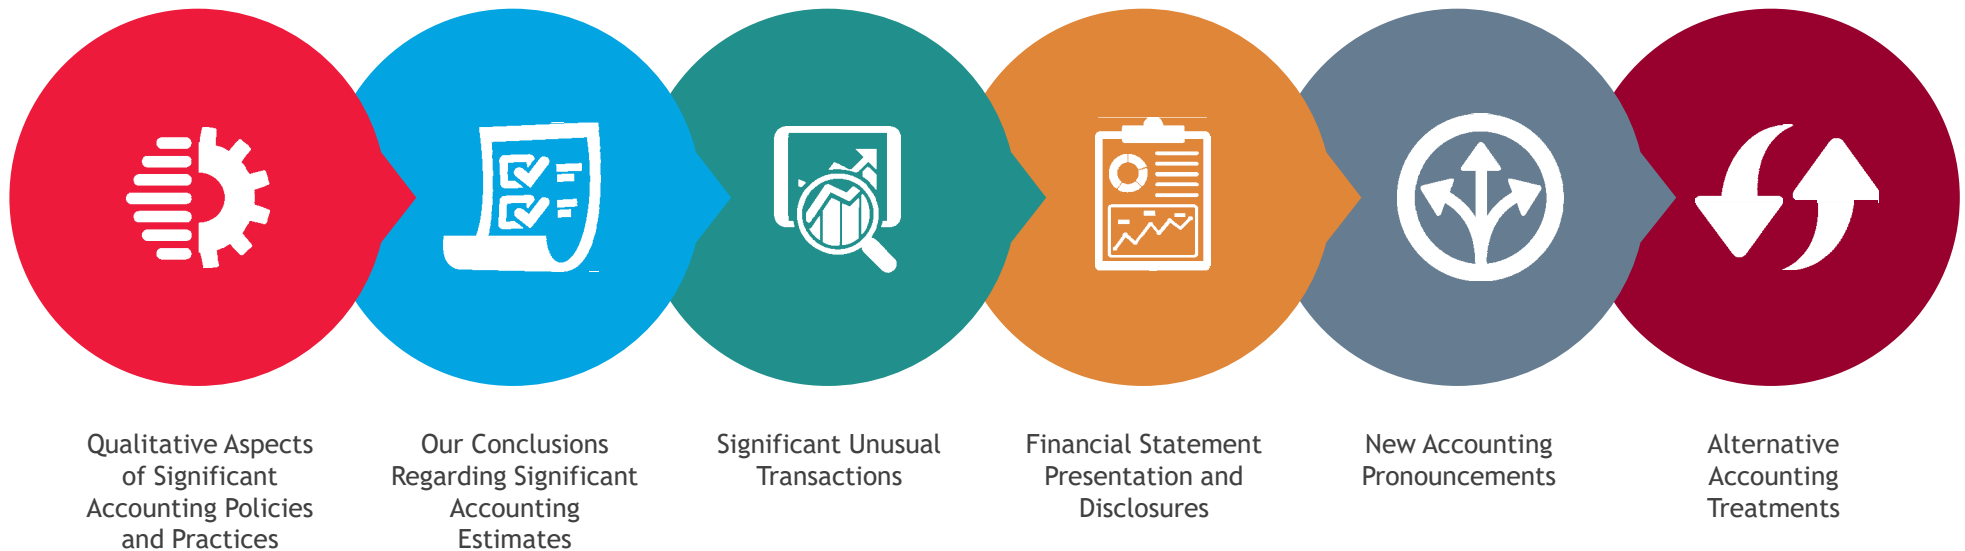 Qualitative Aspects
of Significant
Accounting Policies
and Practices
Our Conclusions
Regarding Significant
Accounting
Estimates
Significant Unusual
Transactions
Financial Statement
Presentation and
Disclosures
New Accounting
Pronouncements
Alternative
Accounting
Treatments